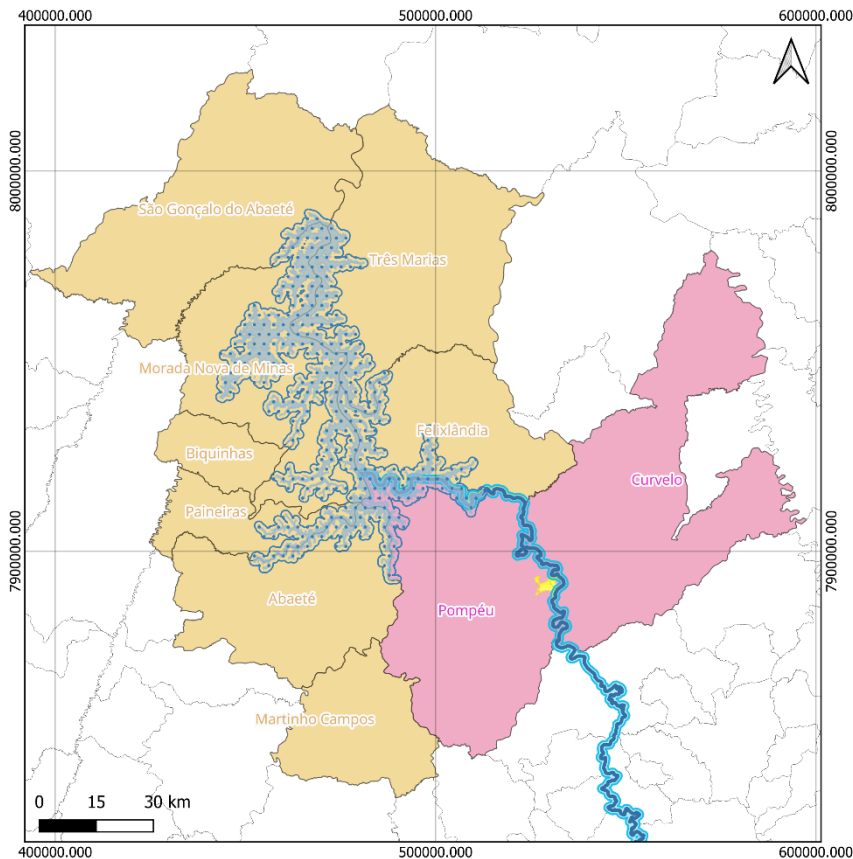 400000.000
500000.000
600000.000
8000000.000
8000000.000
São Gonçalo do Abaeté
Três Marias
Morada Nova de Minas
Felixlândia
Biquinhas
Curvelo
Paineiras
7900000.000
7900000.000
Abaeté
Pompéu
Martinho Campos
0 15 30 km
400000.000
500000.000
600000.000